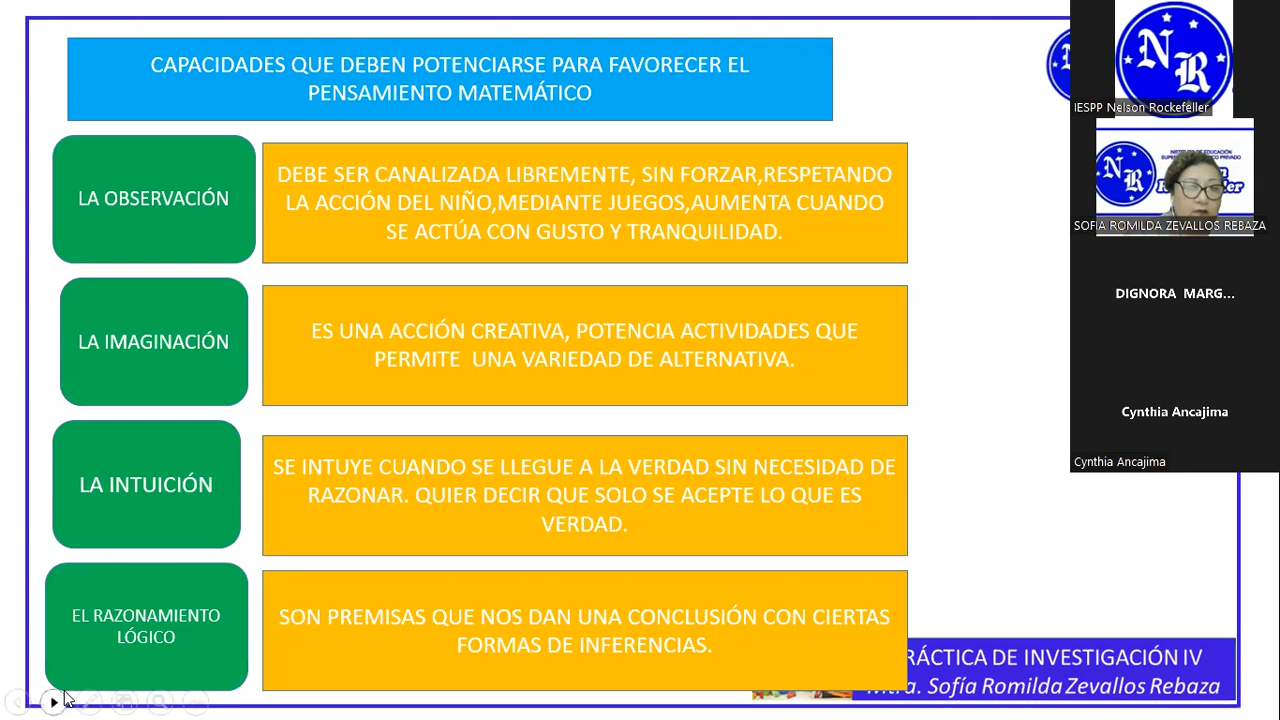 CAPACIDADES QUE DEBEN POTENCIARSE PARA FAVORECER EL
PENSAMIENTO MATEMÁTICO
LA OBSERVACIÓN
DEBE SER CANALIZADA LIBREMENTE, SIN FORZAR,RESPETANDO
LA ACCIÓN DEL NIÑO,MEDIANTE JUEGOS,AUMENTA CUANDO
SE ACTÚA CON GUSTO Y TRANQUILIDAD.
LA IMAGINACIÓN
ES UNA ACCIÓN CREATIVA, POTENCIA ACTIVIDADES QUE
PERMITE UNA VARIEDAD DE ALTERNATIVA.
LA INTUICIÓN
SE INTUYE CUANDO SE LLEGUE A LA VERDAD SIN NECESIDAD DE
RAZONAR. QUIER DECIR QUE SOLO SE ACEPTE LO QUE ES
VERDAD.
EL RAZONAMIENTO
LÓGICO
SON PREMISAS QUE NOS DAN UNA CONCLUSIÓN CON CIERTAS
FORMAS DE INFERENCIAS.
RÁCTICA DE INVESTIGACIÓN IV
Mtra. Sofía Romilda Zevallos Rebaza
NR
IESPP Nelson Rockefeller
NR
SOFIA ROMILDA ZEVALLOS REBAZA
DIGNORA MARG...
Cynthia Ancajima
Cynthia Ancajima